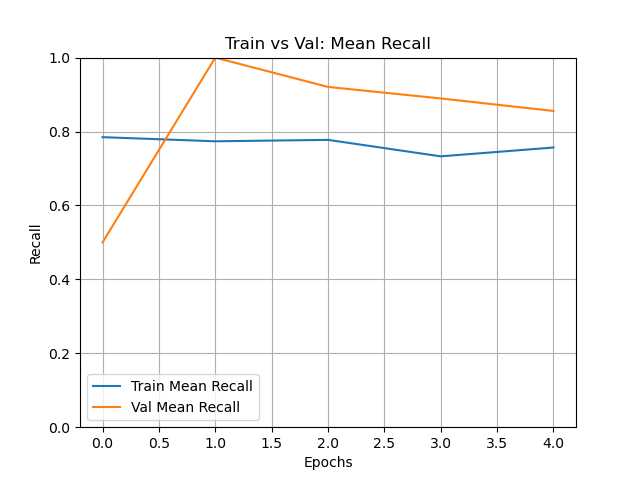 Train vs Val: Mean Recall
1.0
0.8
0.6
0.4
0.2
0.0
Recall
Train Mean Recall
Val Mean Recall
0.0 0.5 1.0 1.5 2.0 2.5 3.0 3.5 4.0
Epochs